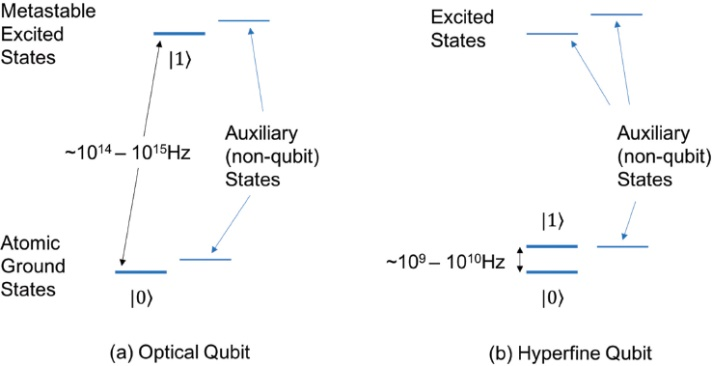 Metastable
Excited
States
|1⟩
~10¹⁴ – 10¹⁵Hz
Auxiliary
(non-qubit)
States
Atomic
Ground
States
|0⟩
(a) Optical Qubit
Excited
States
Auxiliary
(non-qubit)
States
|1⟩
~10⁹ – 10¹⁰Hz
|0⟩
(b) Hyperfine Qubit